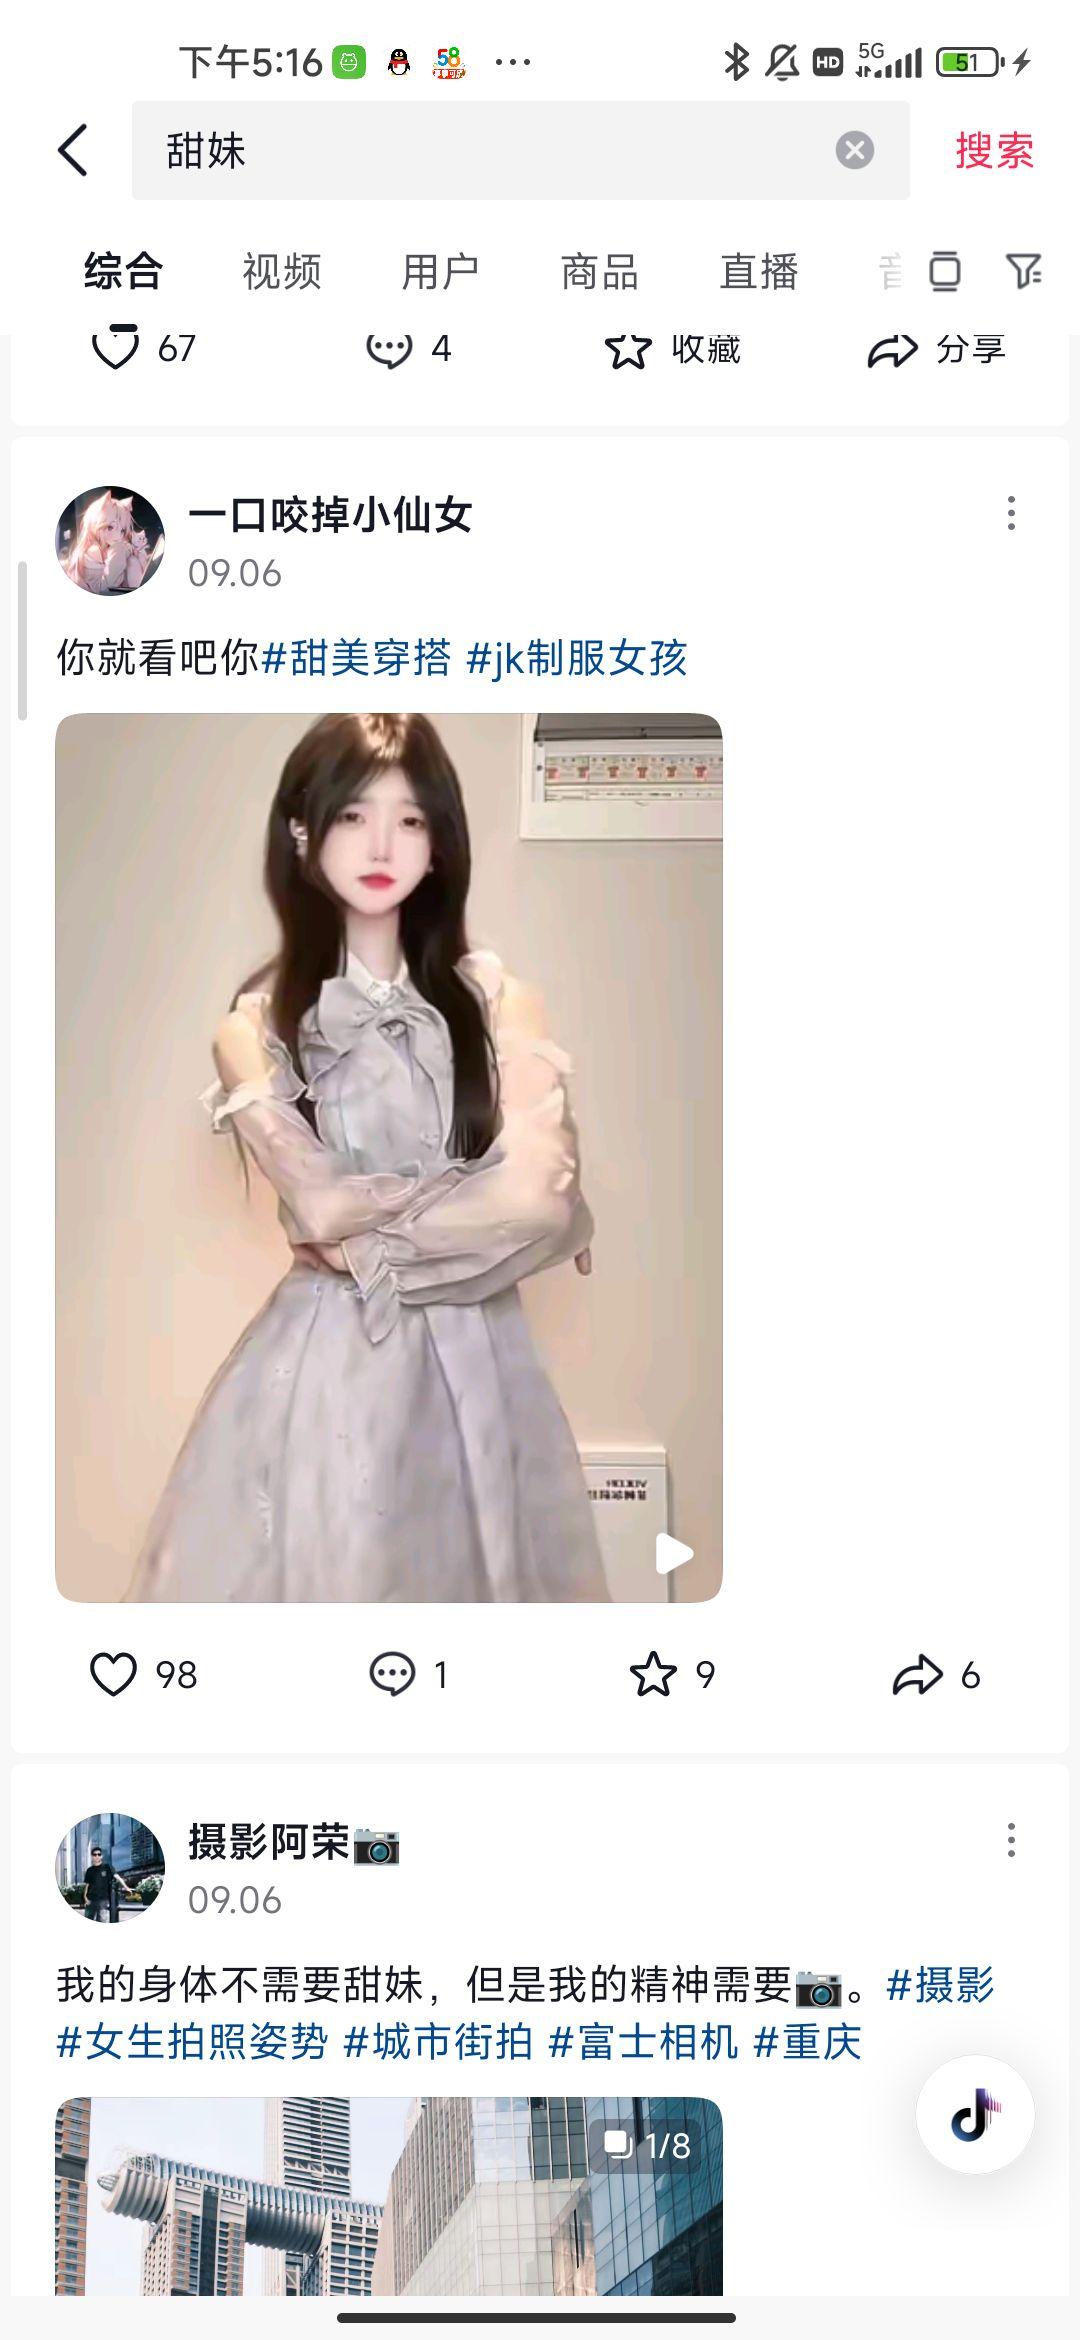 下午5:16
58
HD
5G
51
甜妹
搜索
综合
视频
用户
商品
直播
67
4
收藏
分享
一口咬掉小仙女
09.06
你就看吧你#甜美穿搭 #jk制服女孩
98
1
9
6
摄影阿荣📷
09.06
我的身体不需要甜妹，但是我的精神需要📷。#摄影
#女生拍照姿势 #城市街拍 #富士相机 #重庆
1/8